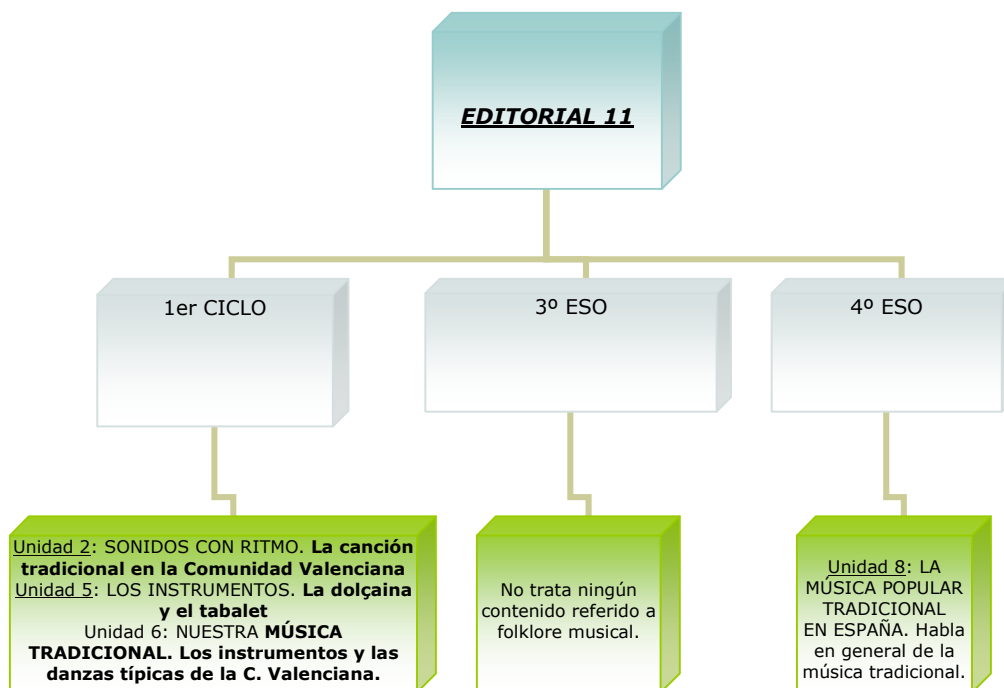 EDITORIAL 11
1er CICLO
3º ESO
4º ESO
Unidad 2: SONIDOS CON RITMO. La canción
tradicional en la Comunidad Valenciana
Unidad 5: LOS INSTRUMENTOS. La dolçaina
y el tabalet
Unidad 6: NUESTRA MÚSICA
TRADICIONAL. Los instrumentos y las
danzas típicas de la C. Valenciana.
No trata ningún
contenido referido a
folklore musical.
Unidad 8: LA
MÚSICA POPULAR
TRADICIONAL
EN ESPAÑA. Habla
en general de la
música tradicional.